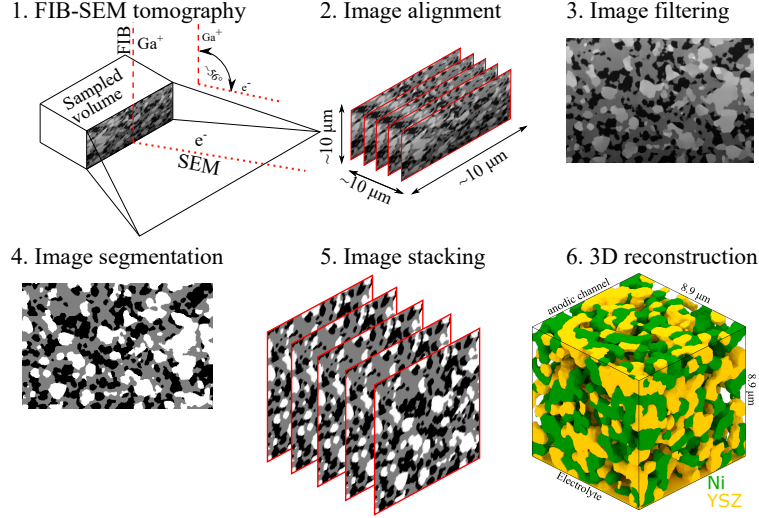 1. FIB-SEM tomography
2. Image alignment
3. Image filtering
FIB
Ga+
Ga+
~56°
e-
Sampled
volume
e-
SEM
~10 μm
~10 μm
~10 μm
4. Image segmentation
5. Image stacking
6. 3D reconstruction
anodic channel
8.9 μm
8.9 μm
Electrolyte
Ni
YSZ